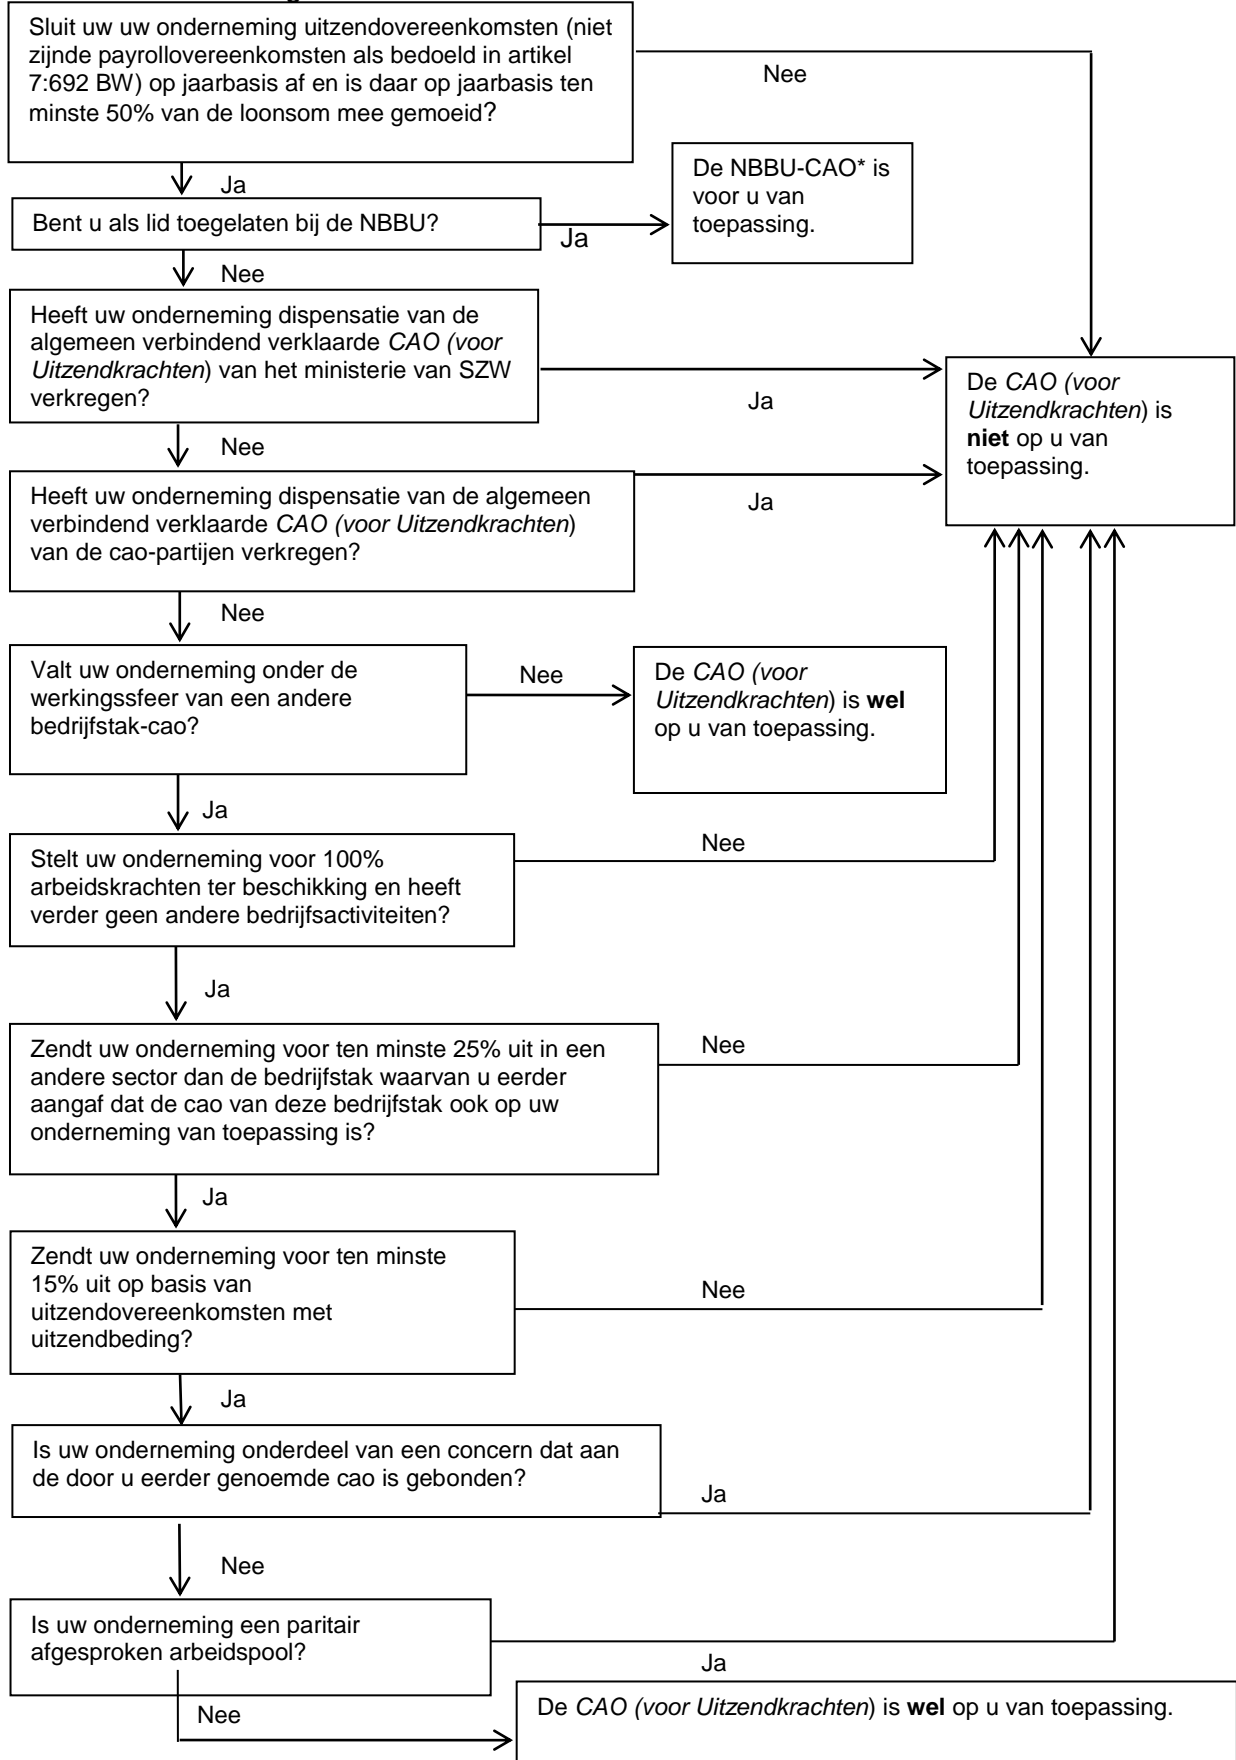 Sluit uw uw onderneming uitzendovereenkomsten (niet
zijnde payrollovereenkomsten als bedoeld in artikel
7:692 BW) op jaarbasis af en is daar op jaarbasis ten
minste 50% van de loonsom mee gemoeid?
Nee
Ja
De NBBU-CAO* is
voor u van
toepassing.
Bent u als lid toegelaten bij de NBBU?
Ja
Nee
Heeft uw onderneming dispensatie van de
algemeen verbindend verklaarde CAO (voor
Uitzendkrachten) van het ministerie van SZW
verkregen?
Ja
De CAO (voor
Uitzendkrachten) is
niet op u van
toepassing.
Nee
Heeft uw onderneming dispensatie van de algemeen
verbindend verklaarde CAO (voor Uitzendkrachten)
van de cao-partijen verkregen?
Ja
Nee
Valt uw onderneming onder de
werkingssfeer van een andere
bedrijfstak-cao?
Nee
De CAO (voor
Uitzendkrachten) is wel
op u van toepassing.
Ja
Stelt uw onderneming voor 100%
arbeidskrachten ter beschikking en heeft
verder geen andere bedrijfsactiviteiten?
Nee
Ja
Zendt uw onderneming voor ten minste 25% uit in een
andere sector dan de bedrijfstak waarvan u eerder
aangaf dat de cao van deze bedrijfstak ook op uw
onderneming van toepassing is?
Nee
Ja
Zendt uw onderneming voor ten minste
15% uit op basis van
uitzendovereenkomsten met
uitzendbeding?
Nee
Ja
Is uw onderneming onderdeel van een concern dat aan
de door u eerder genoemde cao is gebonden?
Ja
Nee
Is uw onderneming een paritair
afgesproken arbeidspool?
Ja
Nee
De CAO (voor Uitzendkrachten) is wel op u van toepassing.